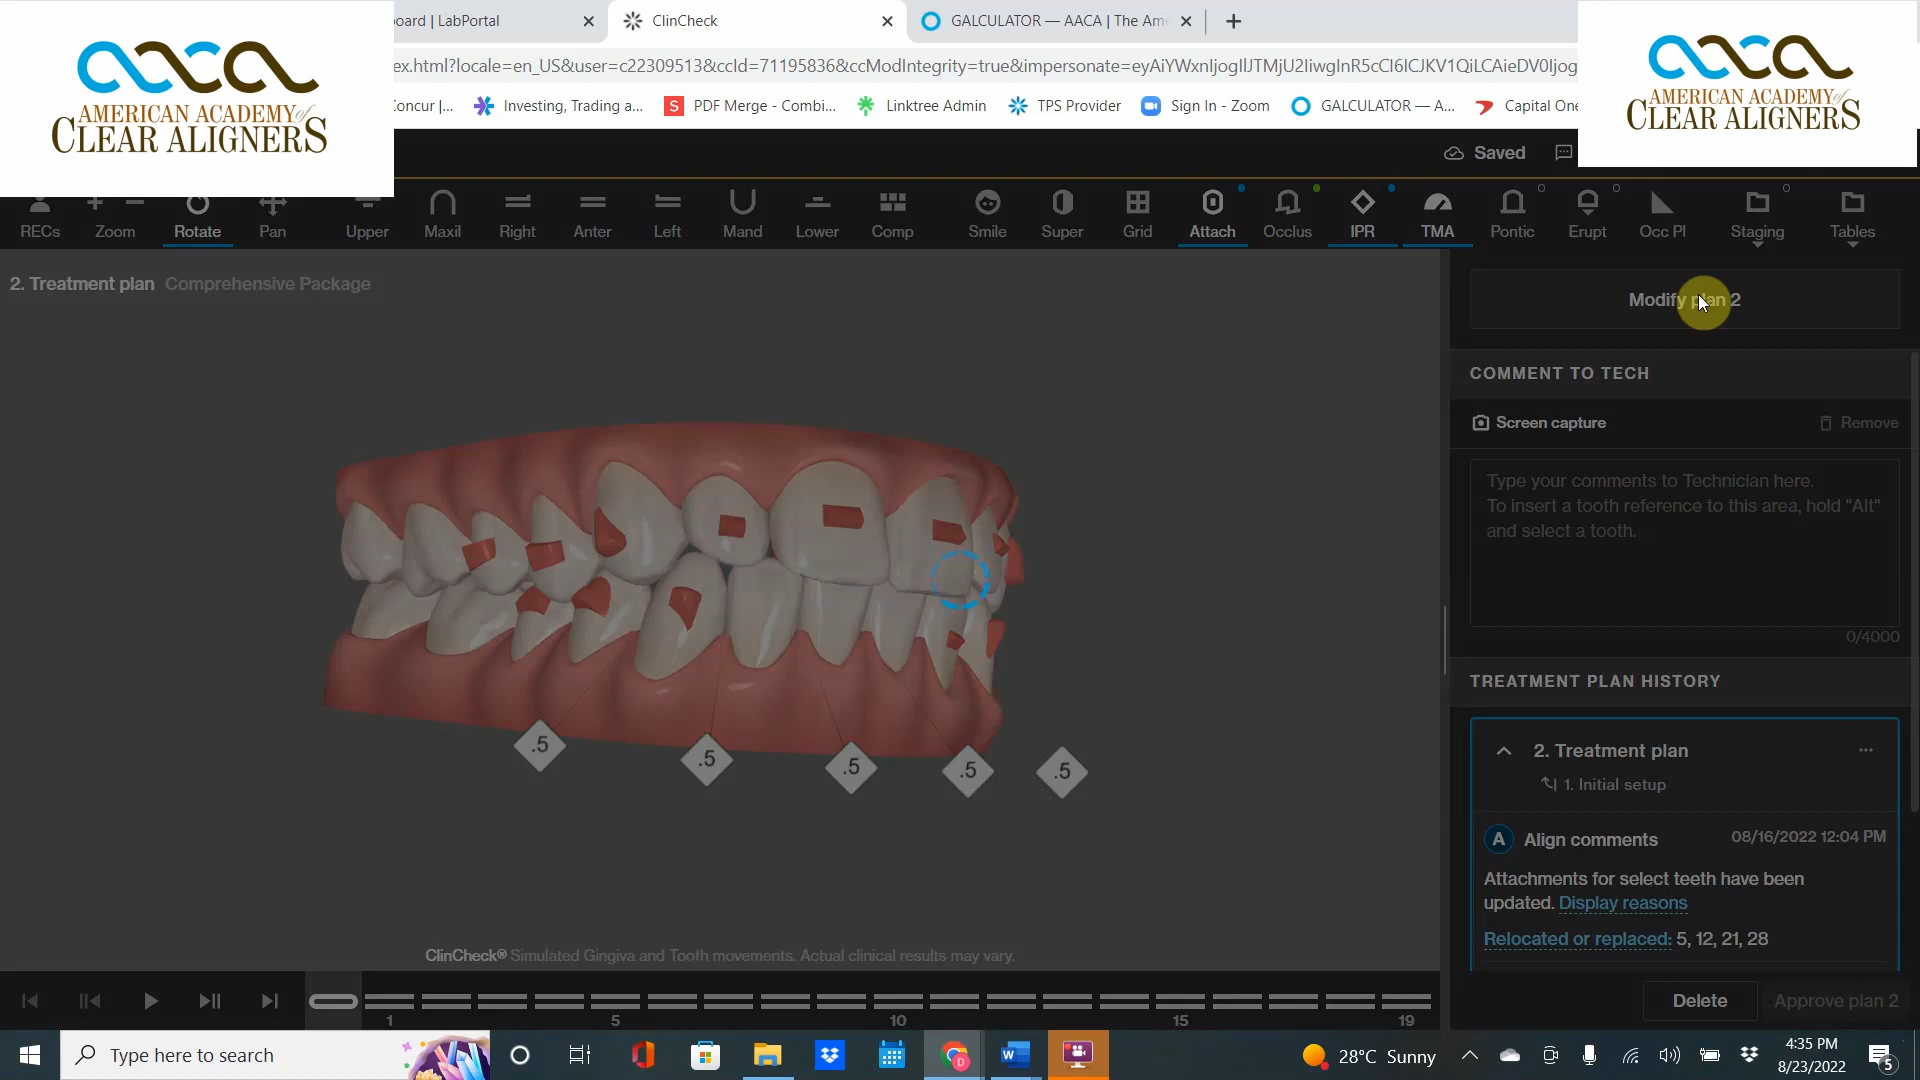 AMERICAN ACADEMY of
CLEAR ALIGNERS
oard | LabPortal
ClinCheck
GALCULATOR — AACA | The Ame
AMERICAN ACADEMY of
CLEAR ALIGNERS
ex.html?locale=en_US&user=c22309513&ccId=71195836&ccModIntegrity=true&impersonate=eyAiYWxnIjogIlJTMjU2IiwgInR5cCI6ICJKV1QiLCAieDV0Ijog
oncur |... Investing, Trading a... PDF Merge - Combi... Linktree Admin TPS Provider Sign In - Zoom GALCULATOR — A... Capital One
Saved
RECs Zoom Rotate Pan Upper Maxil Right Anter Left Mand Lower Comp Smile Super Grid Attach Occlus IPR TMA Pontic Erupt Occ Pl Staging Tables
2. Treatment plan Comprehensive Package
Modify plan 2
COMMENT TO TECH
Screen capture Remove
Type your comments to Technician here.
To insert a tooth reference to this area, hold "Alt"
and select a tooth.
0/4000
TREATMENT PLAN HISTORY
2. Treatment plan
1. Initial setup
A Align comments 08/16/2022 12:04 PM
Attachments for select teeth have been
updated. Display reasons
Relocated or replaced: 5, 12, 21, 28
.5 .5 .5 .5 .5
ClinCheck® Simulated Gingiva and Tooth movements. Actual clinical results may vary.
1 5 10 15 19
Delete Approve plan 2
Type here to search
28°C Sunny
4:35 PM
8/23/2022
5